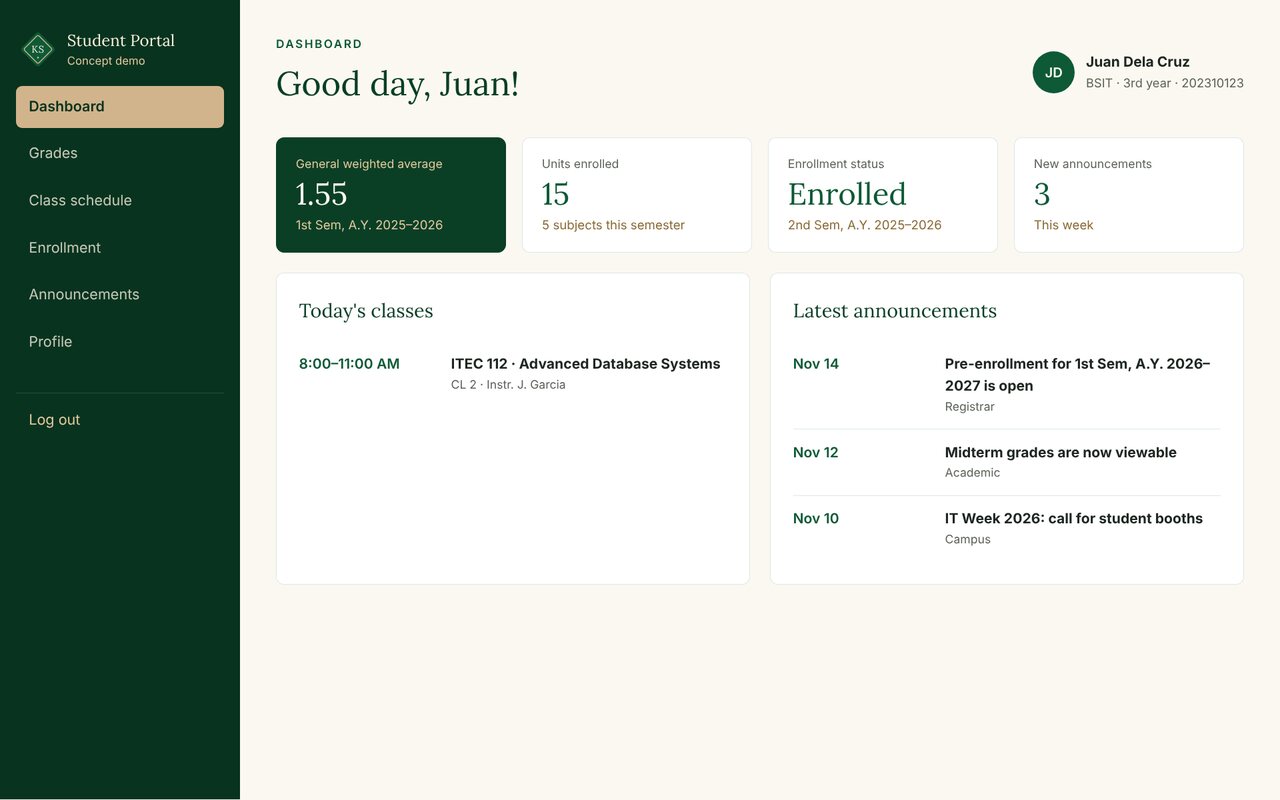 KS
Student Portal
Concept demo
Dashboard
Grades
Class schedule
Enrollment
Announcements
Profile
Log out
DASHBOARD
Good day, Juan!
JD
Juan Dela Cruz
BSIT · 3rd year · 202310123
General weighted average
1.55
1st Sem, A.Y. 2025–2026
Units enrolled
15
5 subjects this semester
Enrollment status
Enrolled
2nd Sem, A.Y. 2025–2026
New announcements
3
This week
Today's classes
8:00–11:00 AM
ITEC 112 · Advanced Database Systems
CL 2 · Instr. J. Garcia
Latest announcements
Nov 14
Pre-enrollment for 1st Sem, A.Y. 2026–
2027 is open
Registrar
Nov 12
Midterm grades are now viewable
Academic
Nov 10
IT Week 2026: call for student booths
Campus